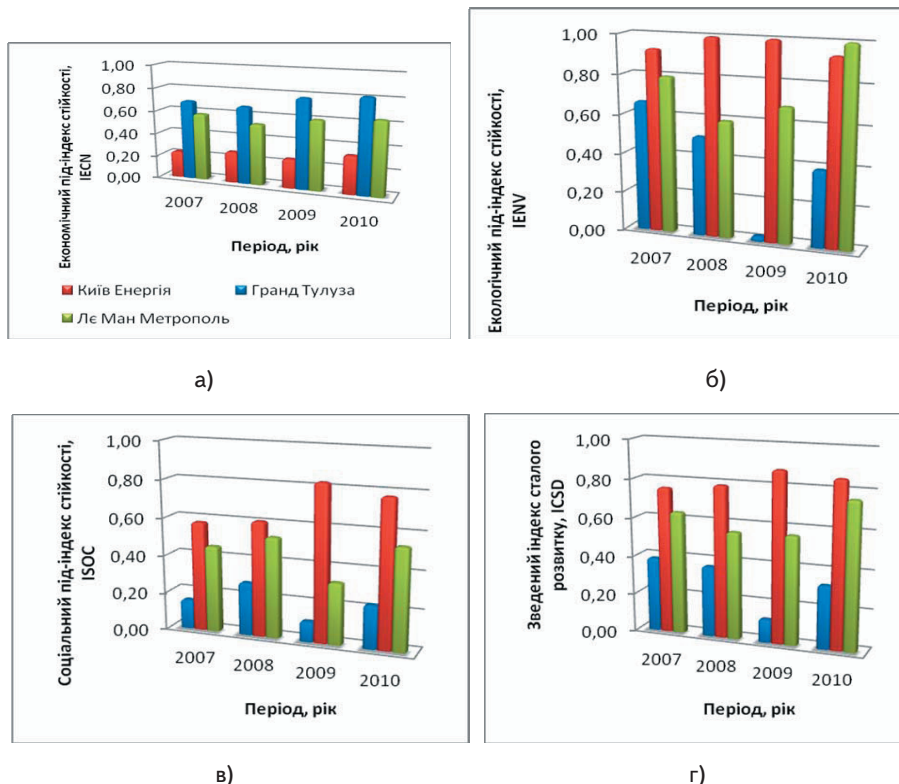 Економічний під-індекс стійкості,
IECN
1,00
0,80
0,60
0,40
0,20
0,00
2007
2008
2009
2010
Період, рік
Київ Енергія
Гранд Тулуза
Лє Ман Метрополь
а)
Екологічний під-індекс стійкості,
IENV
1,00
0,80
0,60
0,40
0,20
0,00
2007
2008
2009
2010
Період, рік
б)
Соціальний під-індекс стійкості,
ISOC
1,00
0,80
0,60
0,40
0,20
0,00
2007
2008
2009
2010
Період, рік
в)
Зведений індекс сталого
розвитку, ICSD
1,00
0,80
0,60
0,40
0,20
0,00
2007
2008
2009
2010
Період, рік
г)